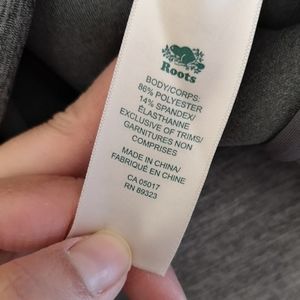 Roots
BODY/CORPS:
86% POLYESTER
14% SPANDEX/
ÉLASTHANNE
EXCLUSIVE OF TRIMS/
GARNITURES NON
COMPRISES
MADE IN CHINA/
FABRIQUÉ EN CHINE
CA 05017
RN 89323